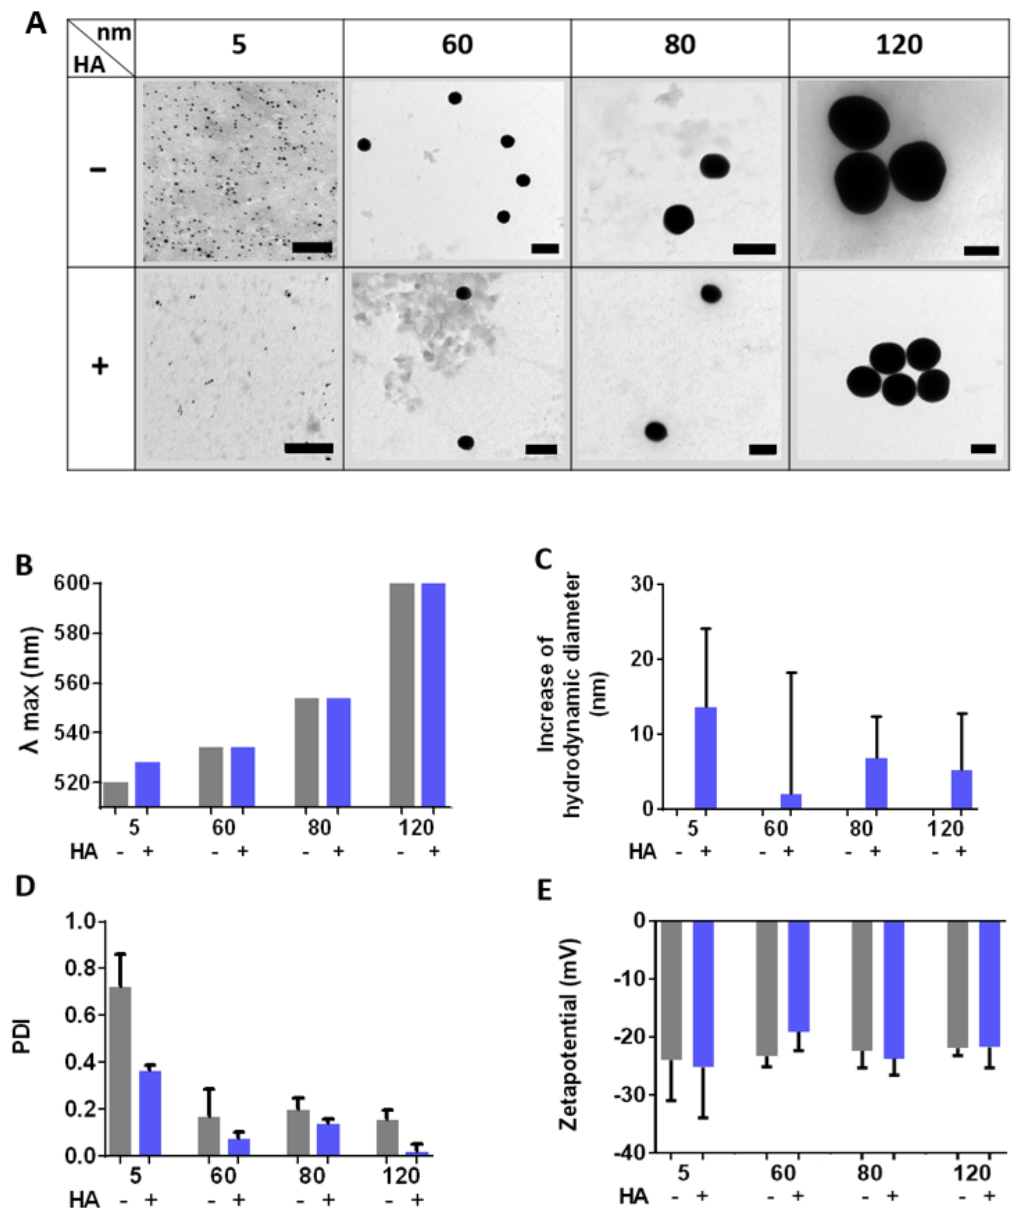 A
nm
HA
5 60 80 120
–
+
B
λ max (nm)
600
580
560
540
520
5 60 80 120
HA - + - + - + - +
C
Increase of
hydrodynamic diameter
(nm)
30
20
10
0
5 60 80 120
HA - + - + - + - +
D
PDI
1.0
0.8
0.6
0.4
0.2
0.0
5 60 80 120
HA - + - + - + - +
E
Zetapotential (mV)
0
-10
-20
-30
-40
5 60 80 120
HA - + - + - + - +